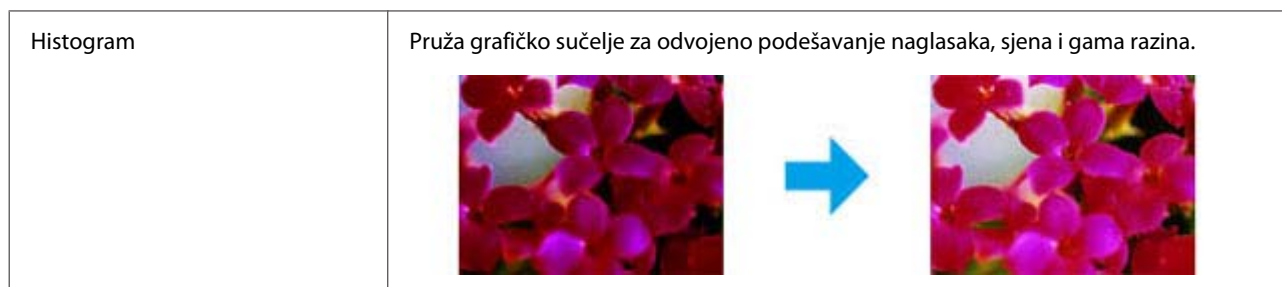 Histogram
Pruža grafičko sučelje za odvojeno podešavanje naglasaka, sjena i gama razina.